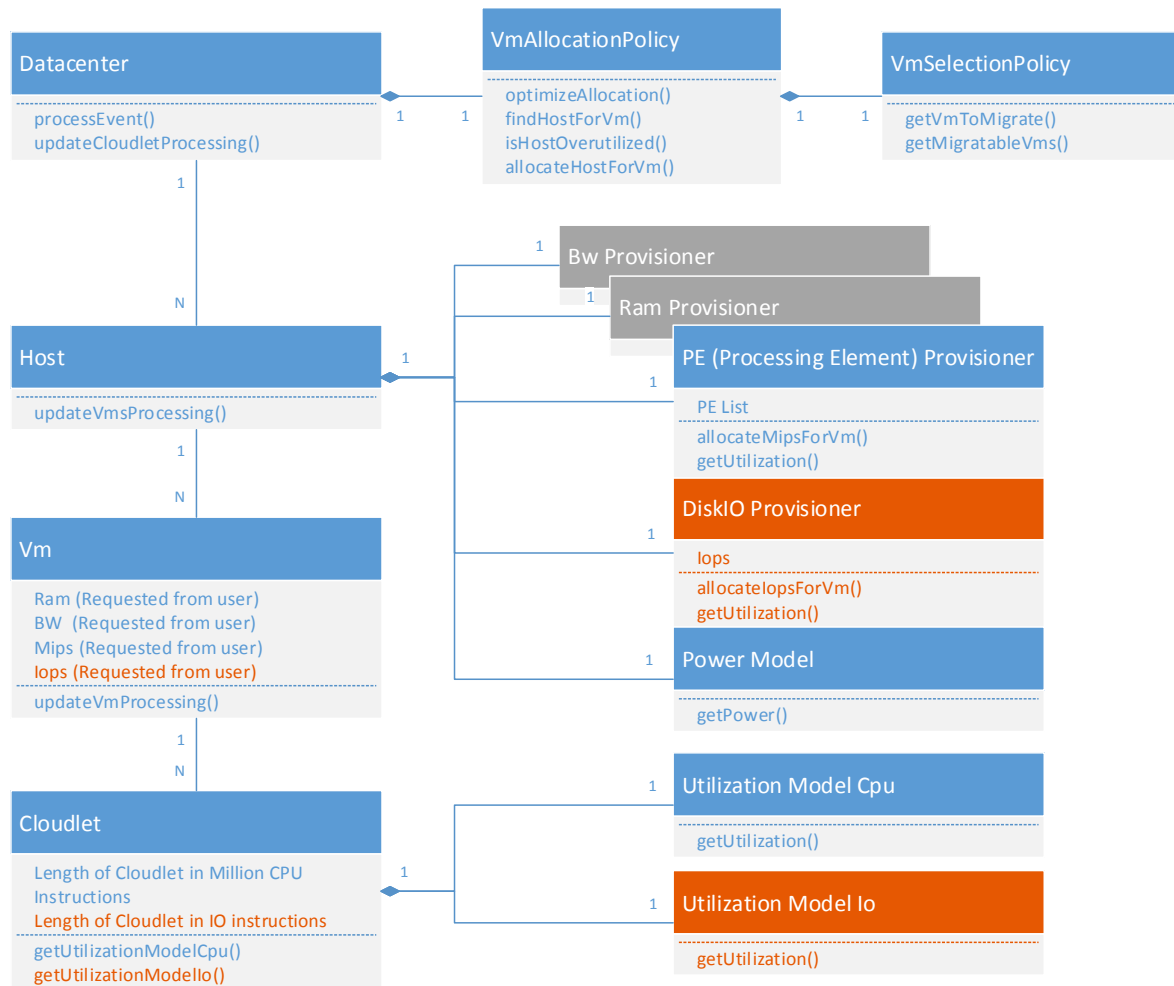 Datacenter
processEvent()
updateCloudletProcessing()
1
1
VmAllocationPolicy
optimizeAllocation()
findHostForVm()
isHostOverutilized()
allocateHostForVm()
1
1
VmSelectionPolicy
getVmToMigrate()
getMigratableVms()
1
N
Host
updateVmsProcessing()
1
1
Bw Provisioner
1
Ram Provisioner
1
PE (Processing Element) Provisioner
PE List
allocateMipsForVm()
getUtilization()
1
DiskIO Provisioner
Iops
allocateIopsForVm()
getUtilization()
1
Power Model
getPower()
1
N
Vm
Ram (Requested from user)
BW  (Requested from user)
Mips (Requested from user)
Iops (Requested from user)
updateVmProcessing()
1
N
Cloudlet
Length of Cloudlet in Million CPU
Instructions
Length of Cloudlet in IO instructions
getUtilizationModelCpu()
getUtilizationModelIo()
1
1
Utilization Model Cpu
getUtilization()
1
Utilization Model Io
getUtilization()